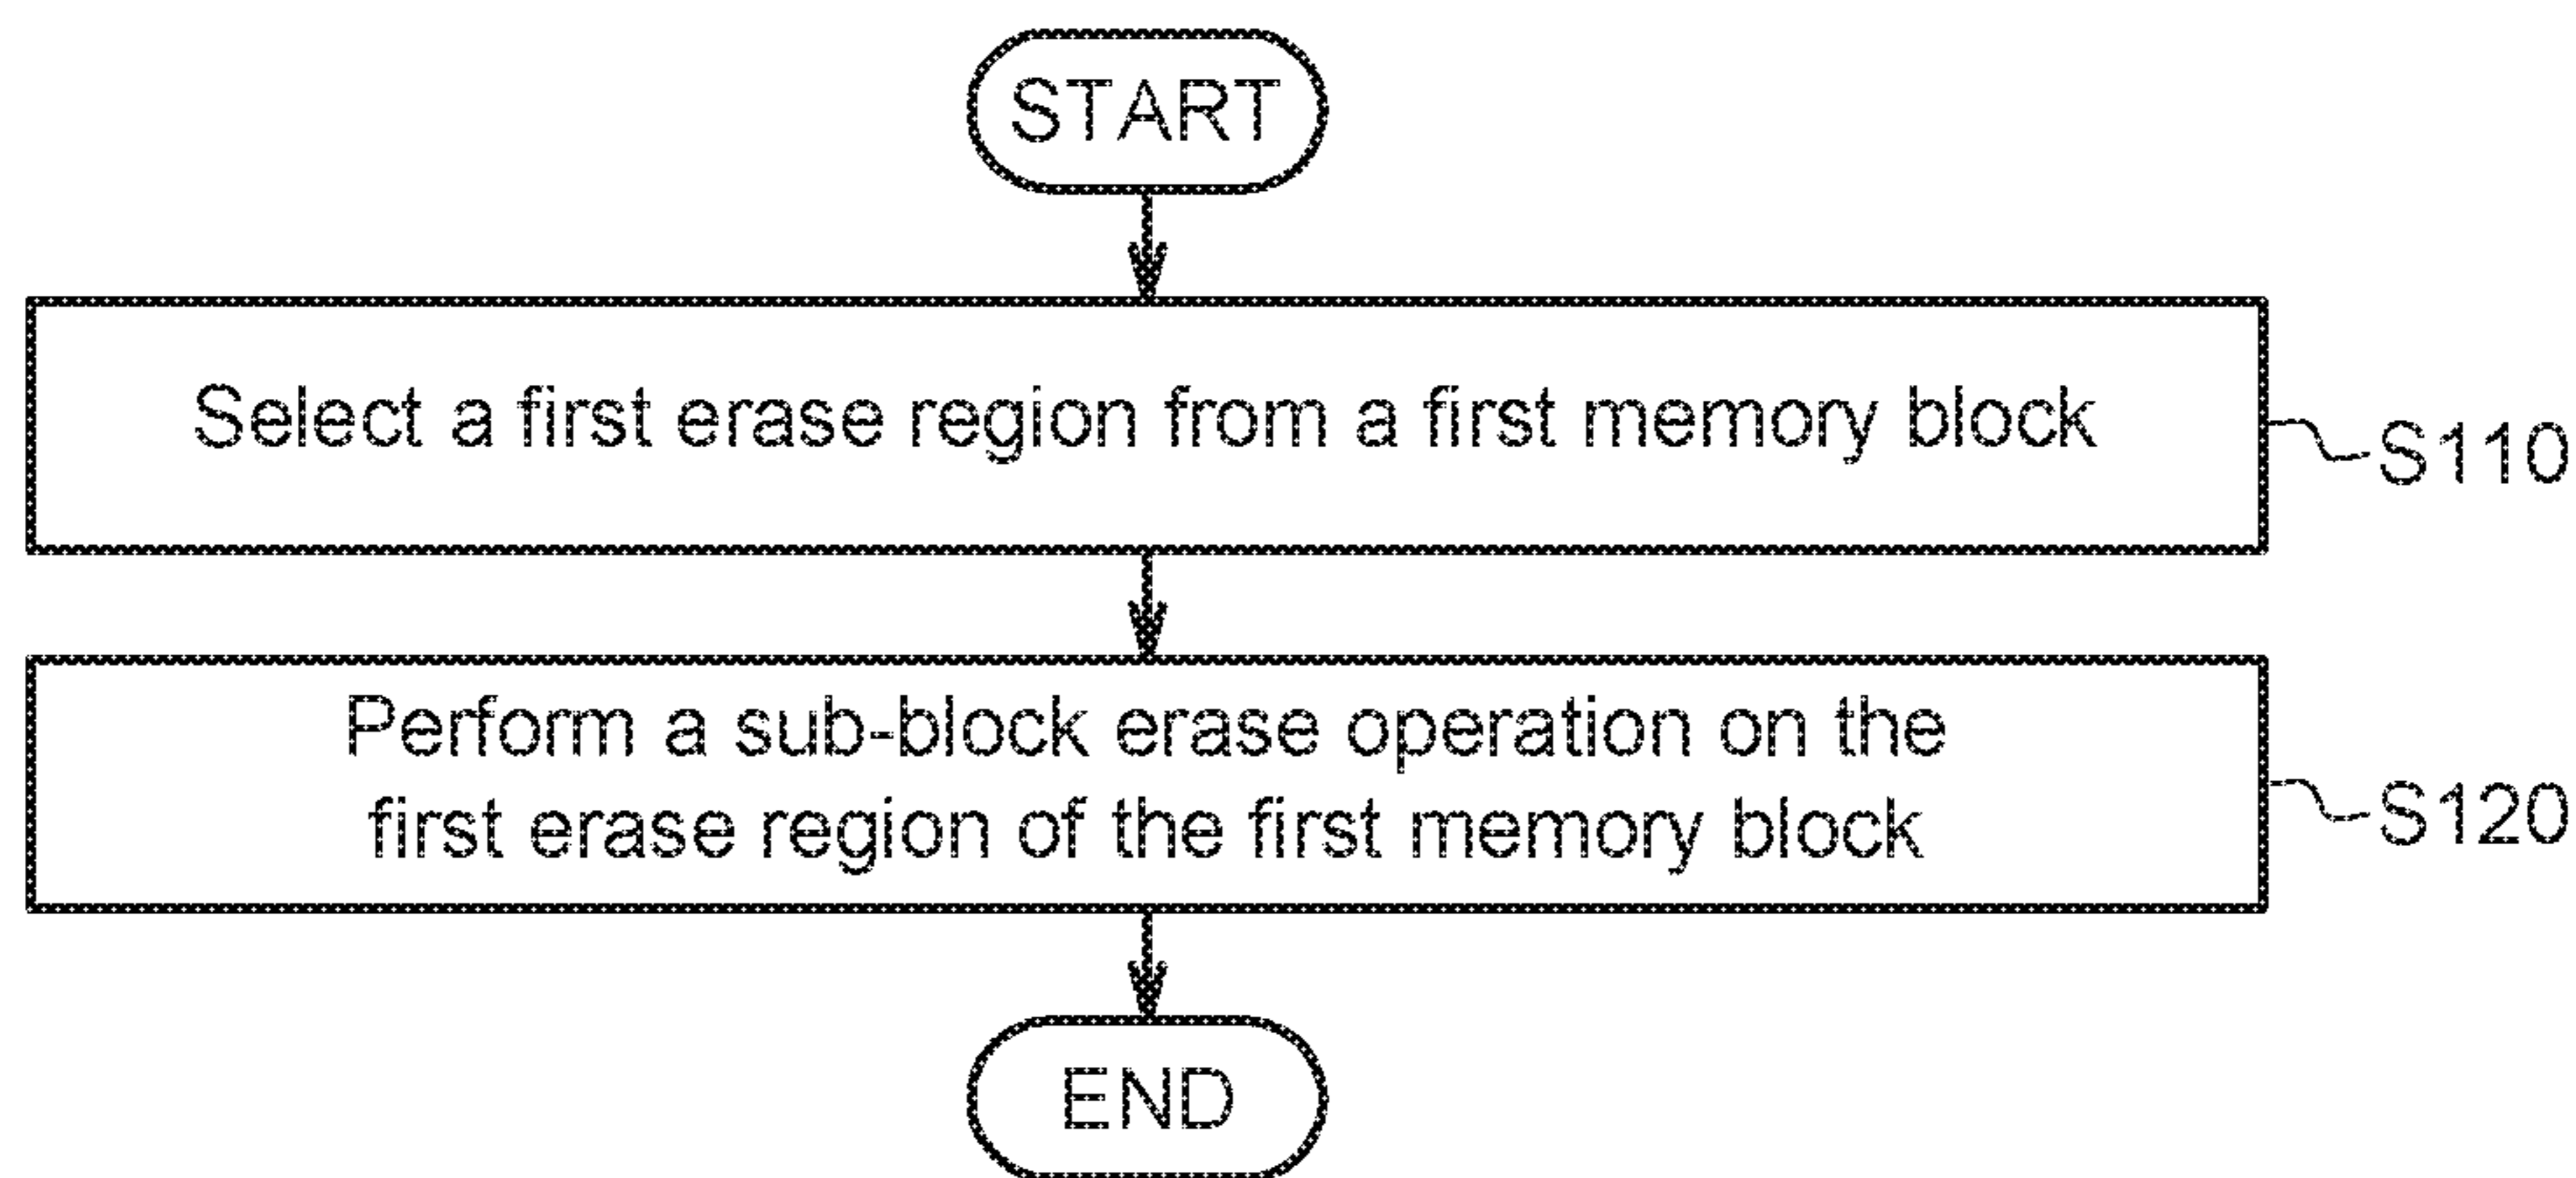 START
Select a first erase region from a first memory block
S110
Perform a sub-block erase operation on the
first erase region of the first memory block
S120
END